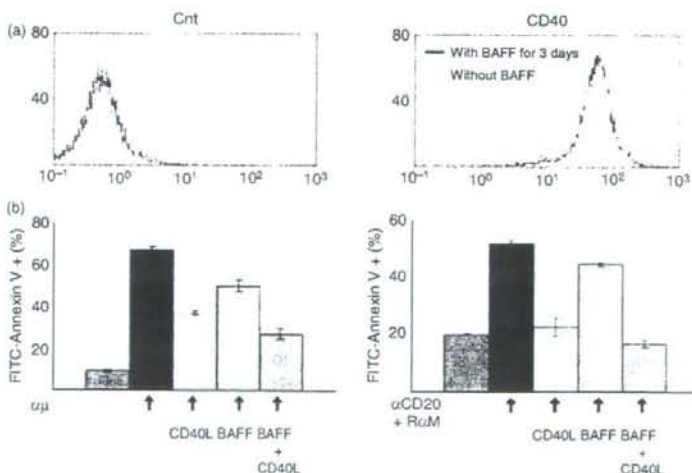 Cnt
CD40
(a)
80
40
10-1 100 101 102 103
80
40
With BAFF for 3 days
Without BAFF
10-1 100 101 102 103
(b)
FITC-Annexin V + (%)
80
60
40
20
αμ
CD40L BAFF BAFF
+
CD40L
FITC-Annexin V + (%)
60
40
20
αCD20
+ RαM
CD40L BAFF BAFF
+
CD40L